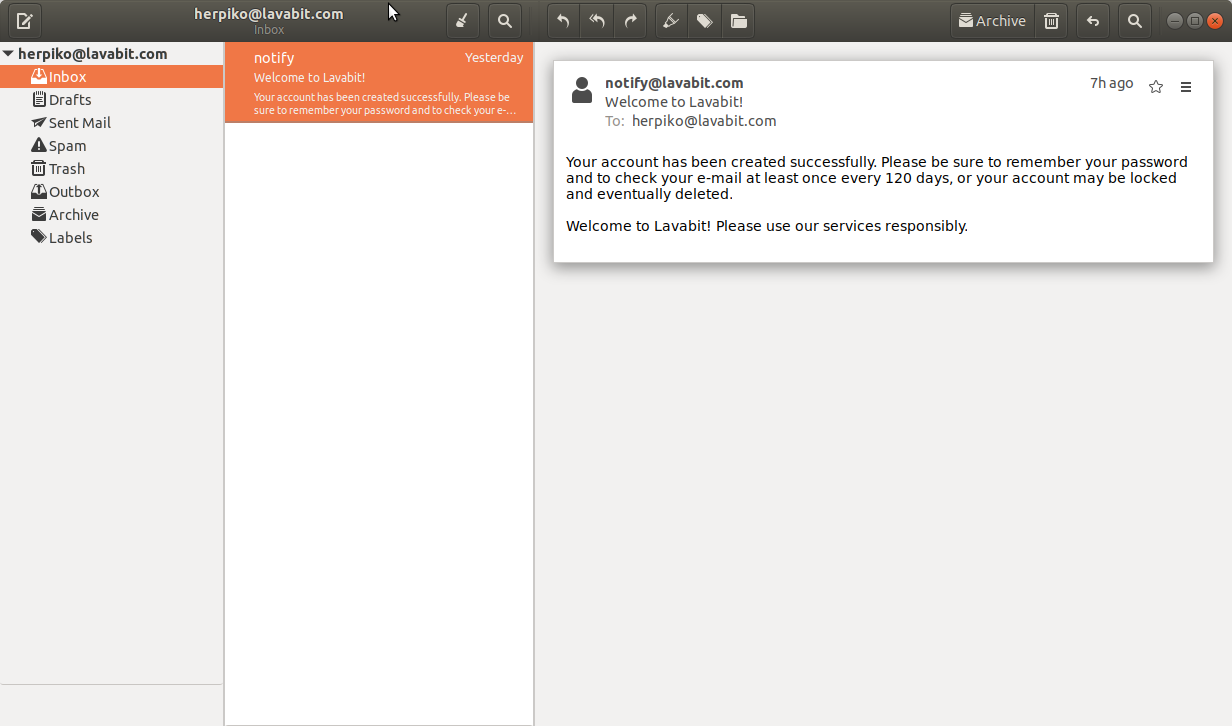 herpiko@lavabit.com
Inbox
Archive
herpiko@lavabit.com
Inbox
Drafts
Sent Mail
Spam
Trash
Outbox
Archive
Labels
notify Yesterday
Welcome to Lavabit!
Your account has been created successfully. Please be
sure to remember your password and to check your e-…
notify@lavabit.com 7h ago
Welcome to Lavabit!
To: herpiko@lavabit.com
Your account has been created successfully. Please be sure to remember your password
and to check your e-mail at least once every 120 days, or your account may be locked
and eventually deleted.
Welcome to Lavabit! Please use our services responsibly.